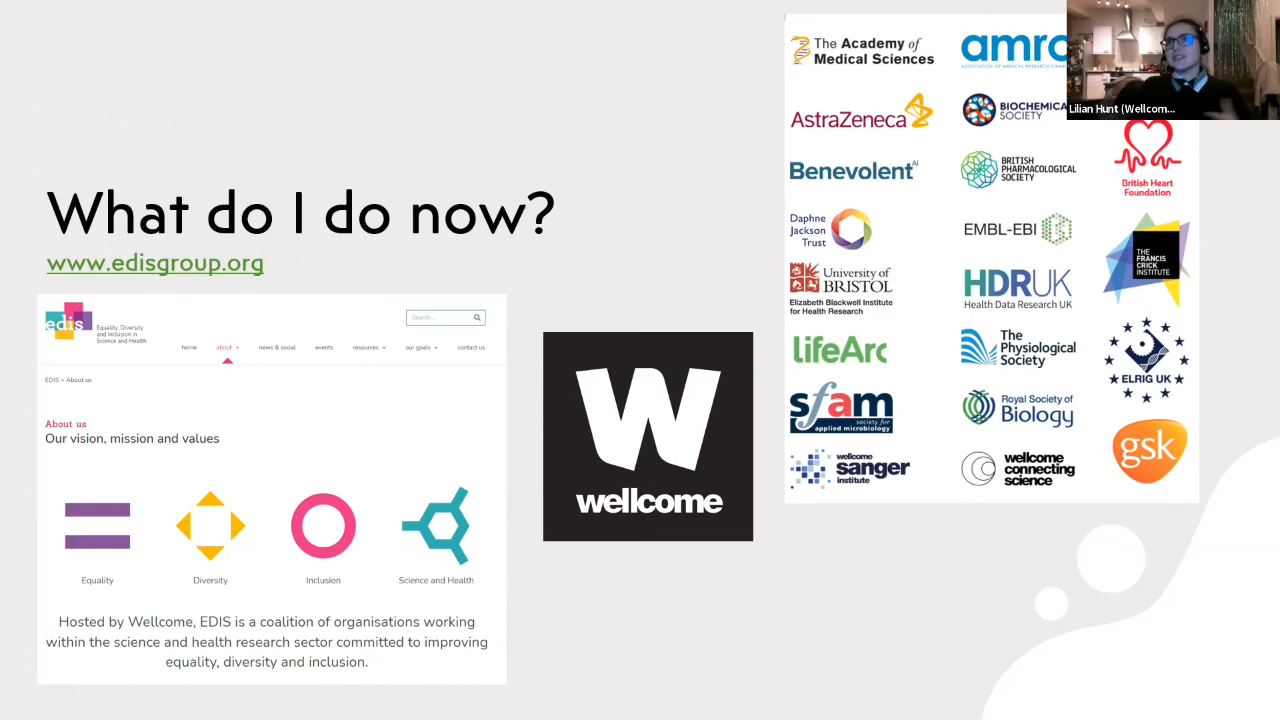 What do I do now?
www.edisgroup.org
edis
Equality, Diversity
and Inclusion in
Science and Health
Search...
home
about
news & social
events
resources
our goals
contact us
EDIS > About us
About us
Our vision, mission and values
Equality
Diversity
Inclusion
Science and Health
Hosted by Wellcome, EDIS is a coalition of organisations working
within the science and health research sector committed to improving
equality, diversity and inclusion.
W
wellcome
The Academy of
Medical Sciences
AstraZeneca
Benevolent AI
Daphne
Jackson
Trust
University of
BRISTOL
Elizabeth Blackwell Institute
for Health Research
lifeArc
sfam
society for
applied microbiology
wellcome
sanger
institute
amrc
ASSOCIATION OF MEDICAL RESEARCH
BIOCHEMICAL
SOCIETY
BRITISH
PHARMACOLOGICAL
SOCIETY
EMBL-EBI
HDRUK
Health Data Research UK
The
Physiological
Society
Royal Society of
Biology
wellcome
connecting
science
British Heart
Foundation
THE
FRANCIS
CRICK
INSTITUTE
ELRIG UK
gsk
Lilian Hunt (Wellcom...